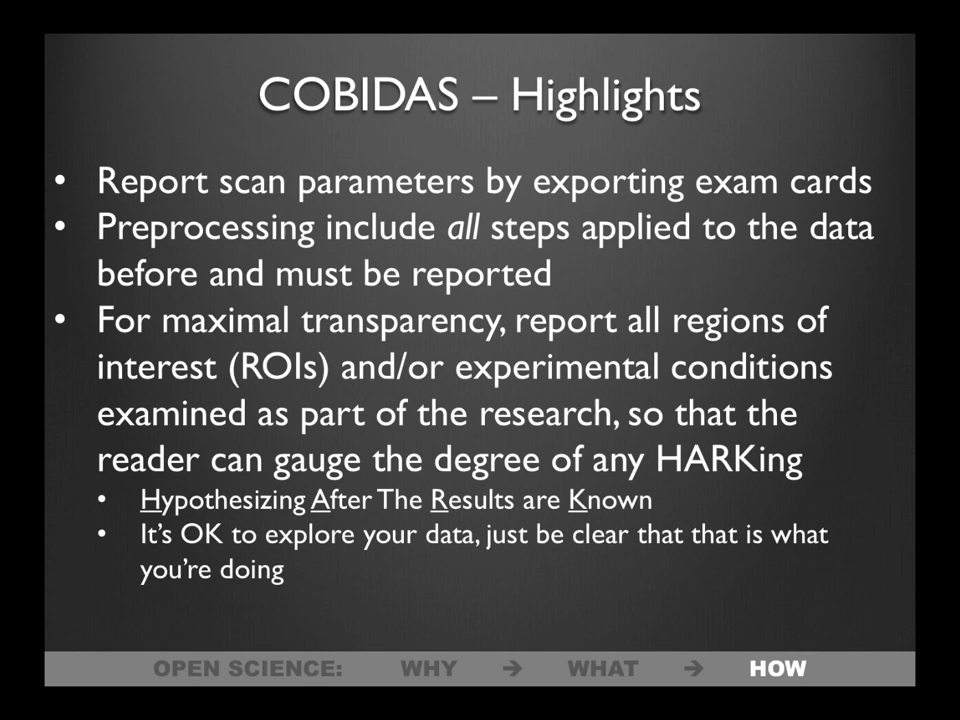 COBIDAS – Highlights
• Report scan parameters by exporting exam cards
• Preprocessing include all steps applied to the data
before and must be reported
• For maximal transparency, report all regions of
interest (ROIs) and/or experimental conditions
examined as part of the research, so that the
reader can gauge the degree of any HARKing
• Hypothesizing After The Results are Known
• It's OK to explore your data, just be clear that that is what
you're doing
OPEN SCIENCE: WHY → WHAT → HOW